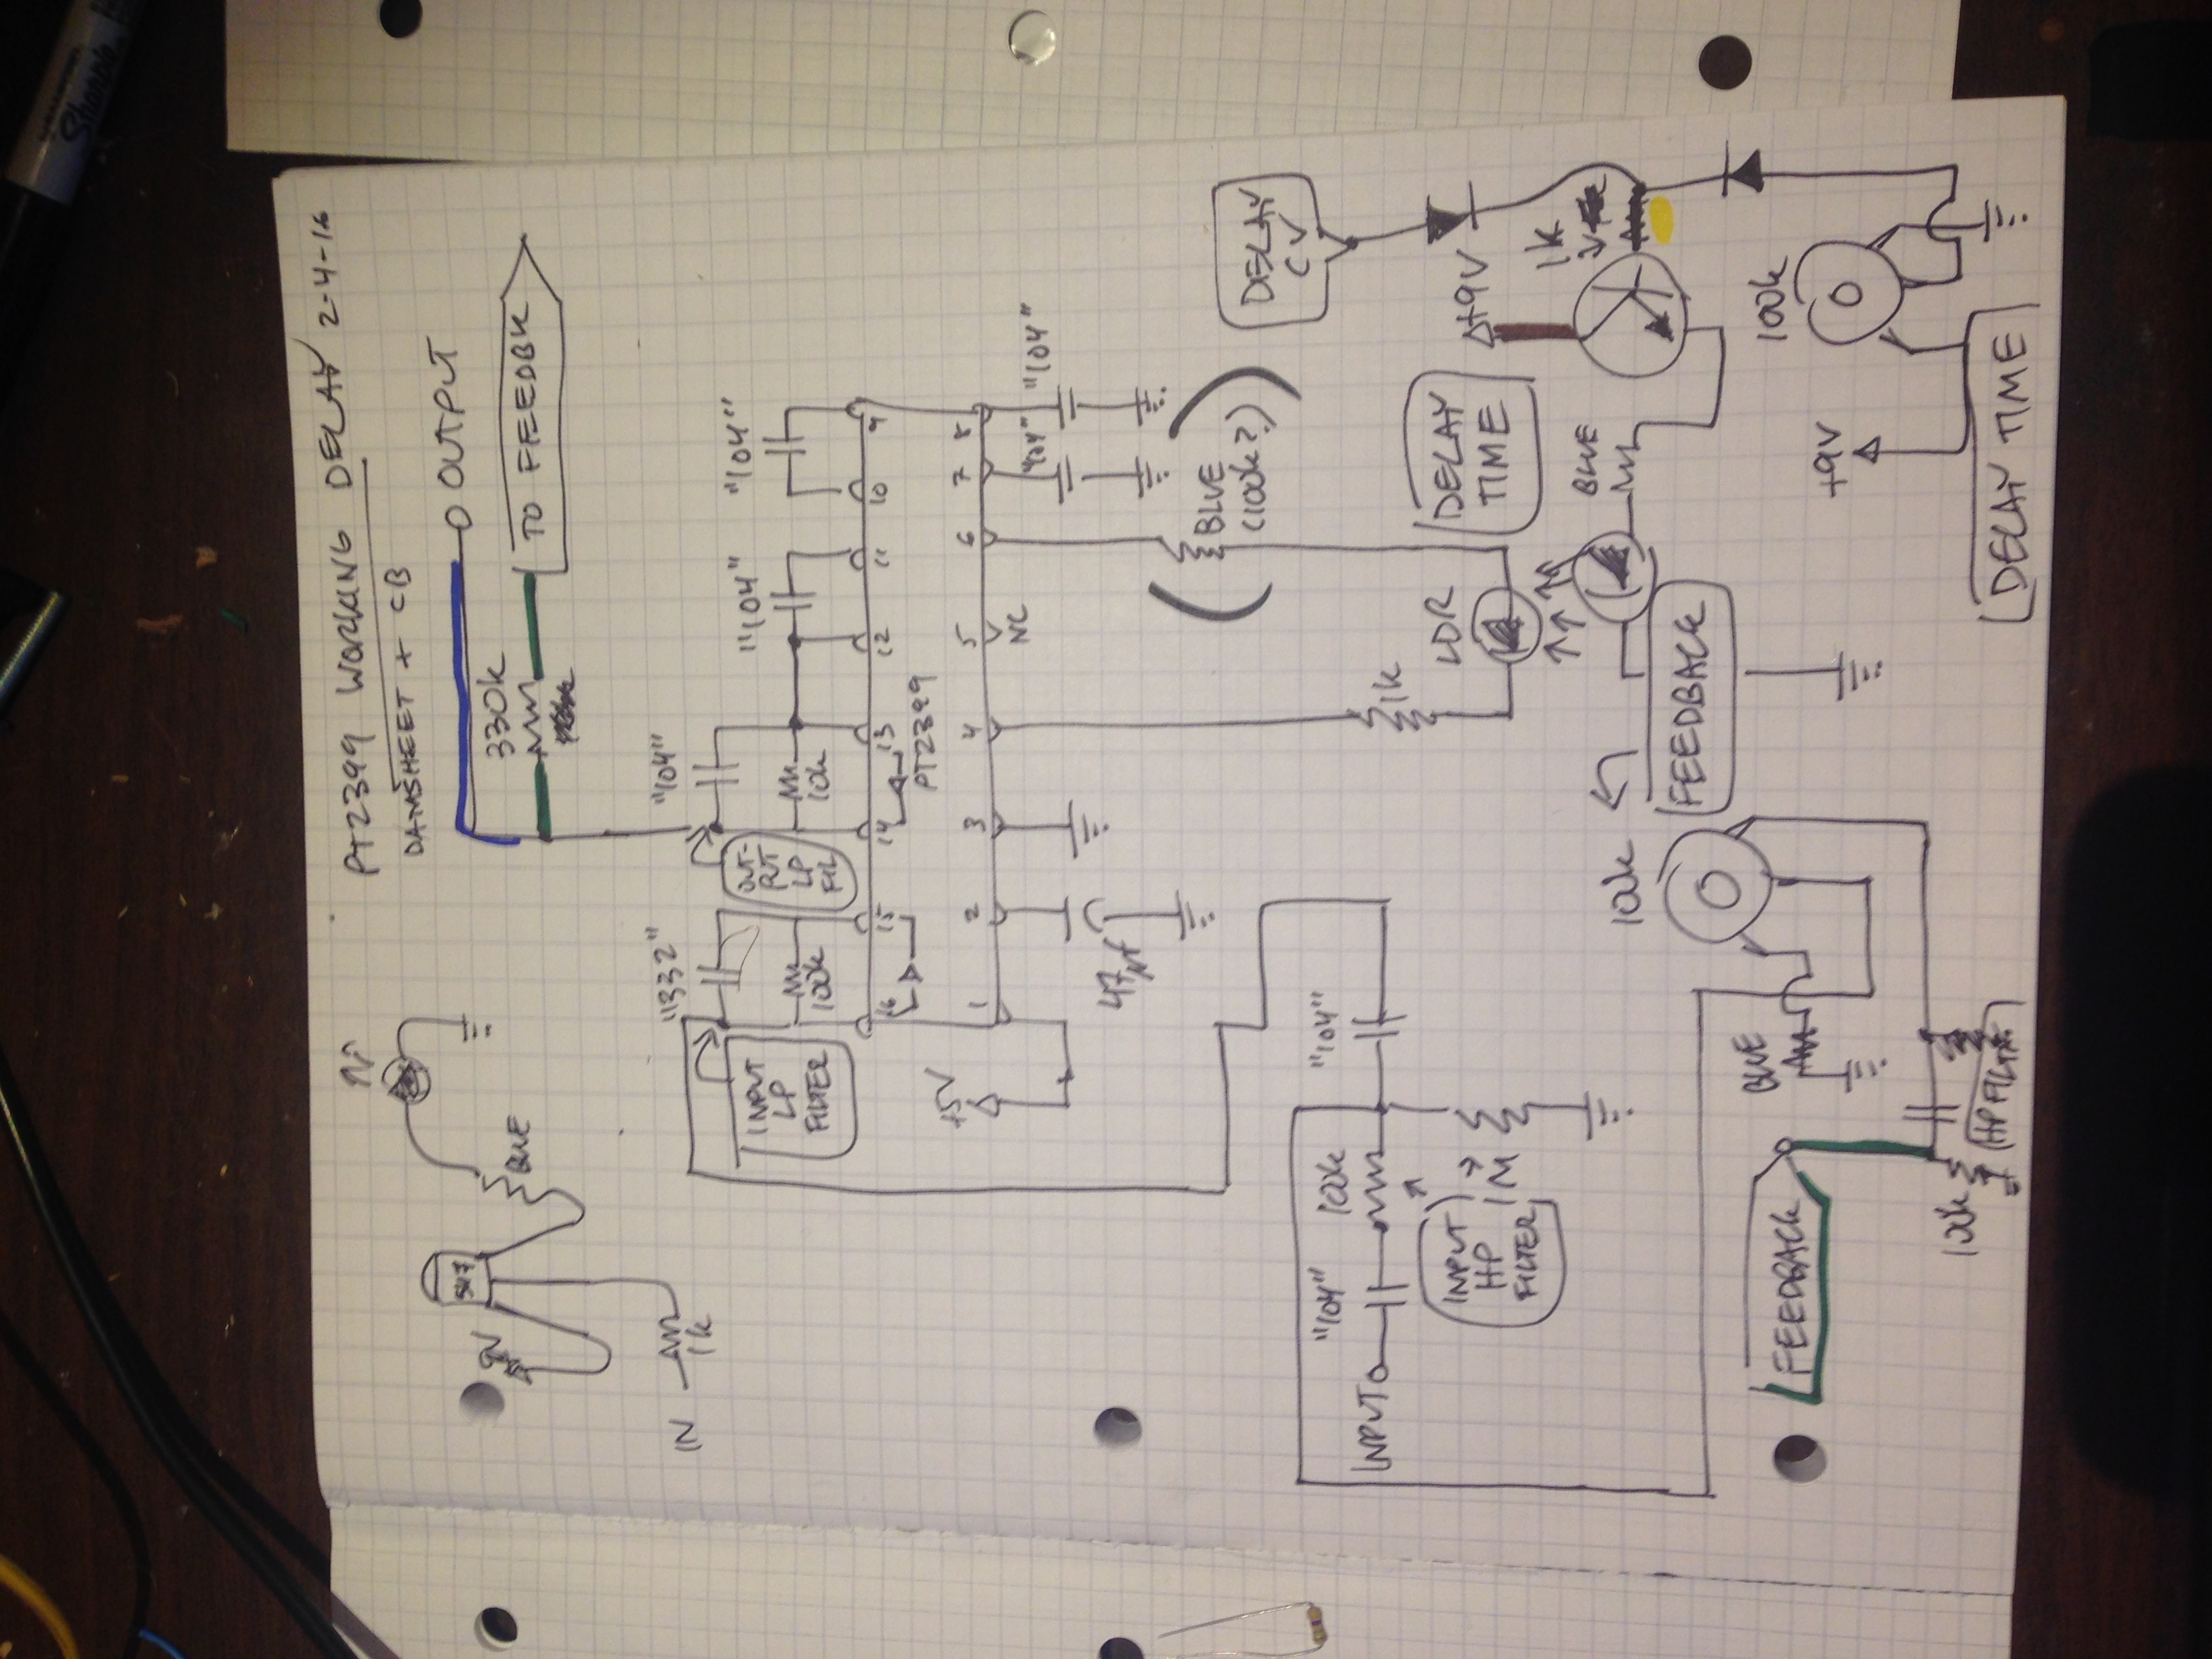 Sharpie
PT2399 WORKING DELAY 2-4-16
DATASHEET + CB
OUTPUT
330k
TO FEEDBK
547
BLUE
IN
1k
"332"
"104"
INPUT
LP
FILTER
100k
OUT-
PUT
LP
FIL
10k
"104"
"104"
16 15 14 13 12 11 10 9
PT2399
+5V
1 2 3 4 5 6 7 8
NC
"104"
"104"
47
BLUE
(100k?)
DELAY
CV
"104"
100k
"104"
INPUT
INPUT
HP
FILTER
1M
1k
LDR
DELAY
TIME
+9V
1K
BLUE
100k
FEEDBACK
BLUE
FEEDBACK
100k
+9V
100k
HP FILTER
DELAY TIME